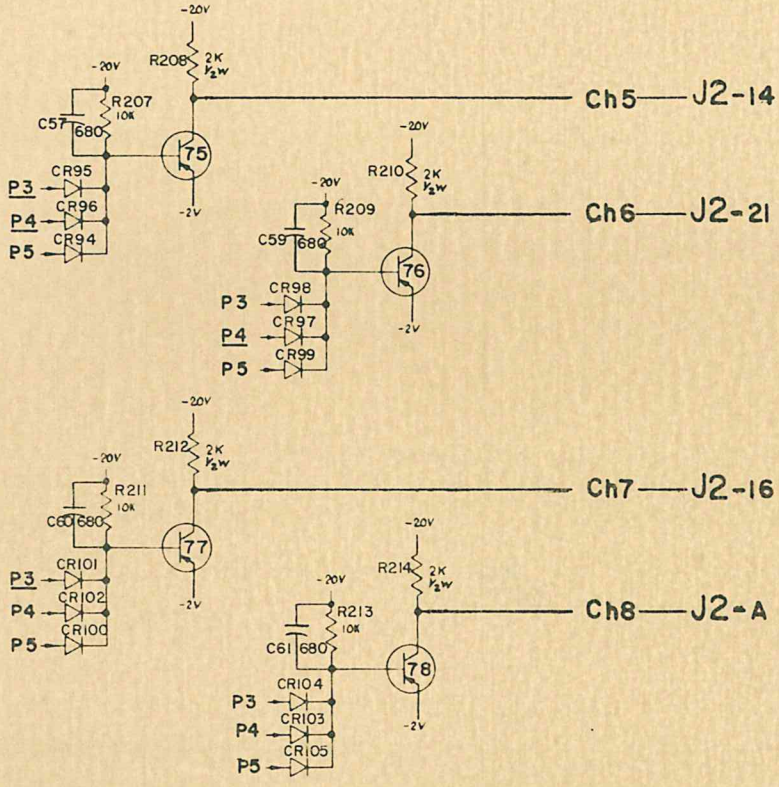 -20V
R208 2K
½W
-20V
R207
10K
C57 680
75
Ch5 — J2-14
CR95
P3
CR96
P4
CR94
P5
-2V
-20V
R210 2K
½W
-20V
R209
10K
C59 680
76
Ch6 — J2-21
CR98
P3
CR97
P4
CR99
P5
-2V
-20V
R212 2K
½W
-20V
R211
10K
C60 680
77
Ch7 — J2-16
CR101
P3
CR102
P4
CR100
P5
-2V
-20V
R214 2K
½W
-20V
R213
10K
C61 680
78
Ch8 — J2-A
CR104
P3
CR103
P4
CR105
P5
-2V